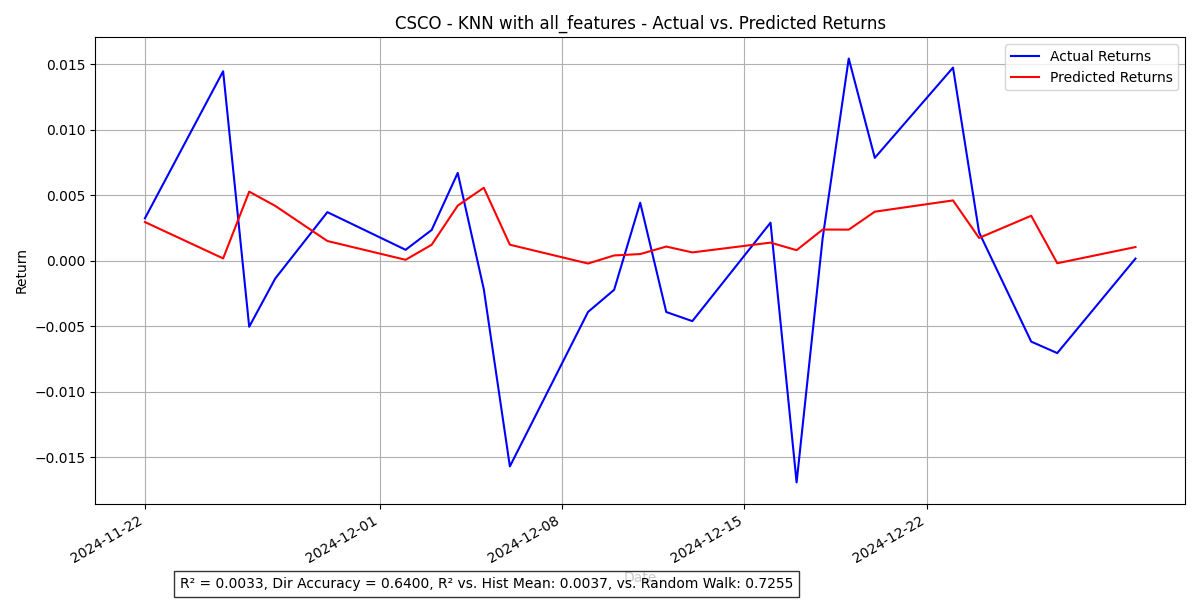 CSCO - KNN with all_features - Actual vs. Predicted Returns
Actual Returns
Predicted Returns
0.015
0.010
0.005
0.000
−0.005
−0.010
−0.015
Return
2024-11-22
2024-12-01
2024-12-08
2024-12-15
2024-12-22
Date
R² = 0.0033, Dir Accuracy = 0.6400, R² vs. Hist Mean: 0.0037, vs. Random Walk: 0.7255